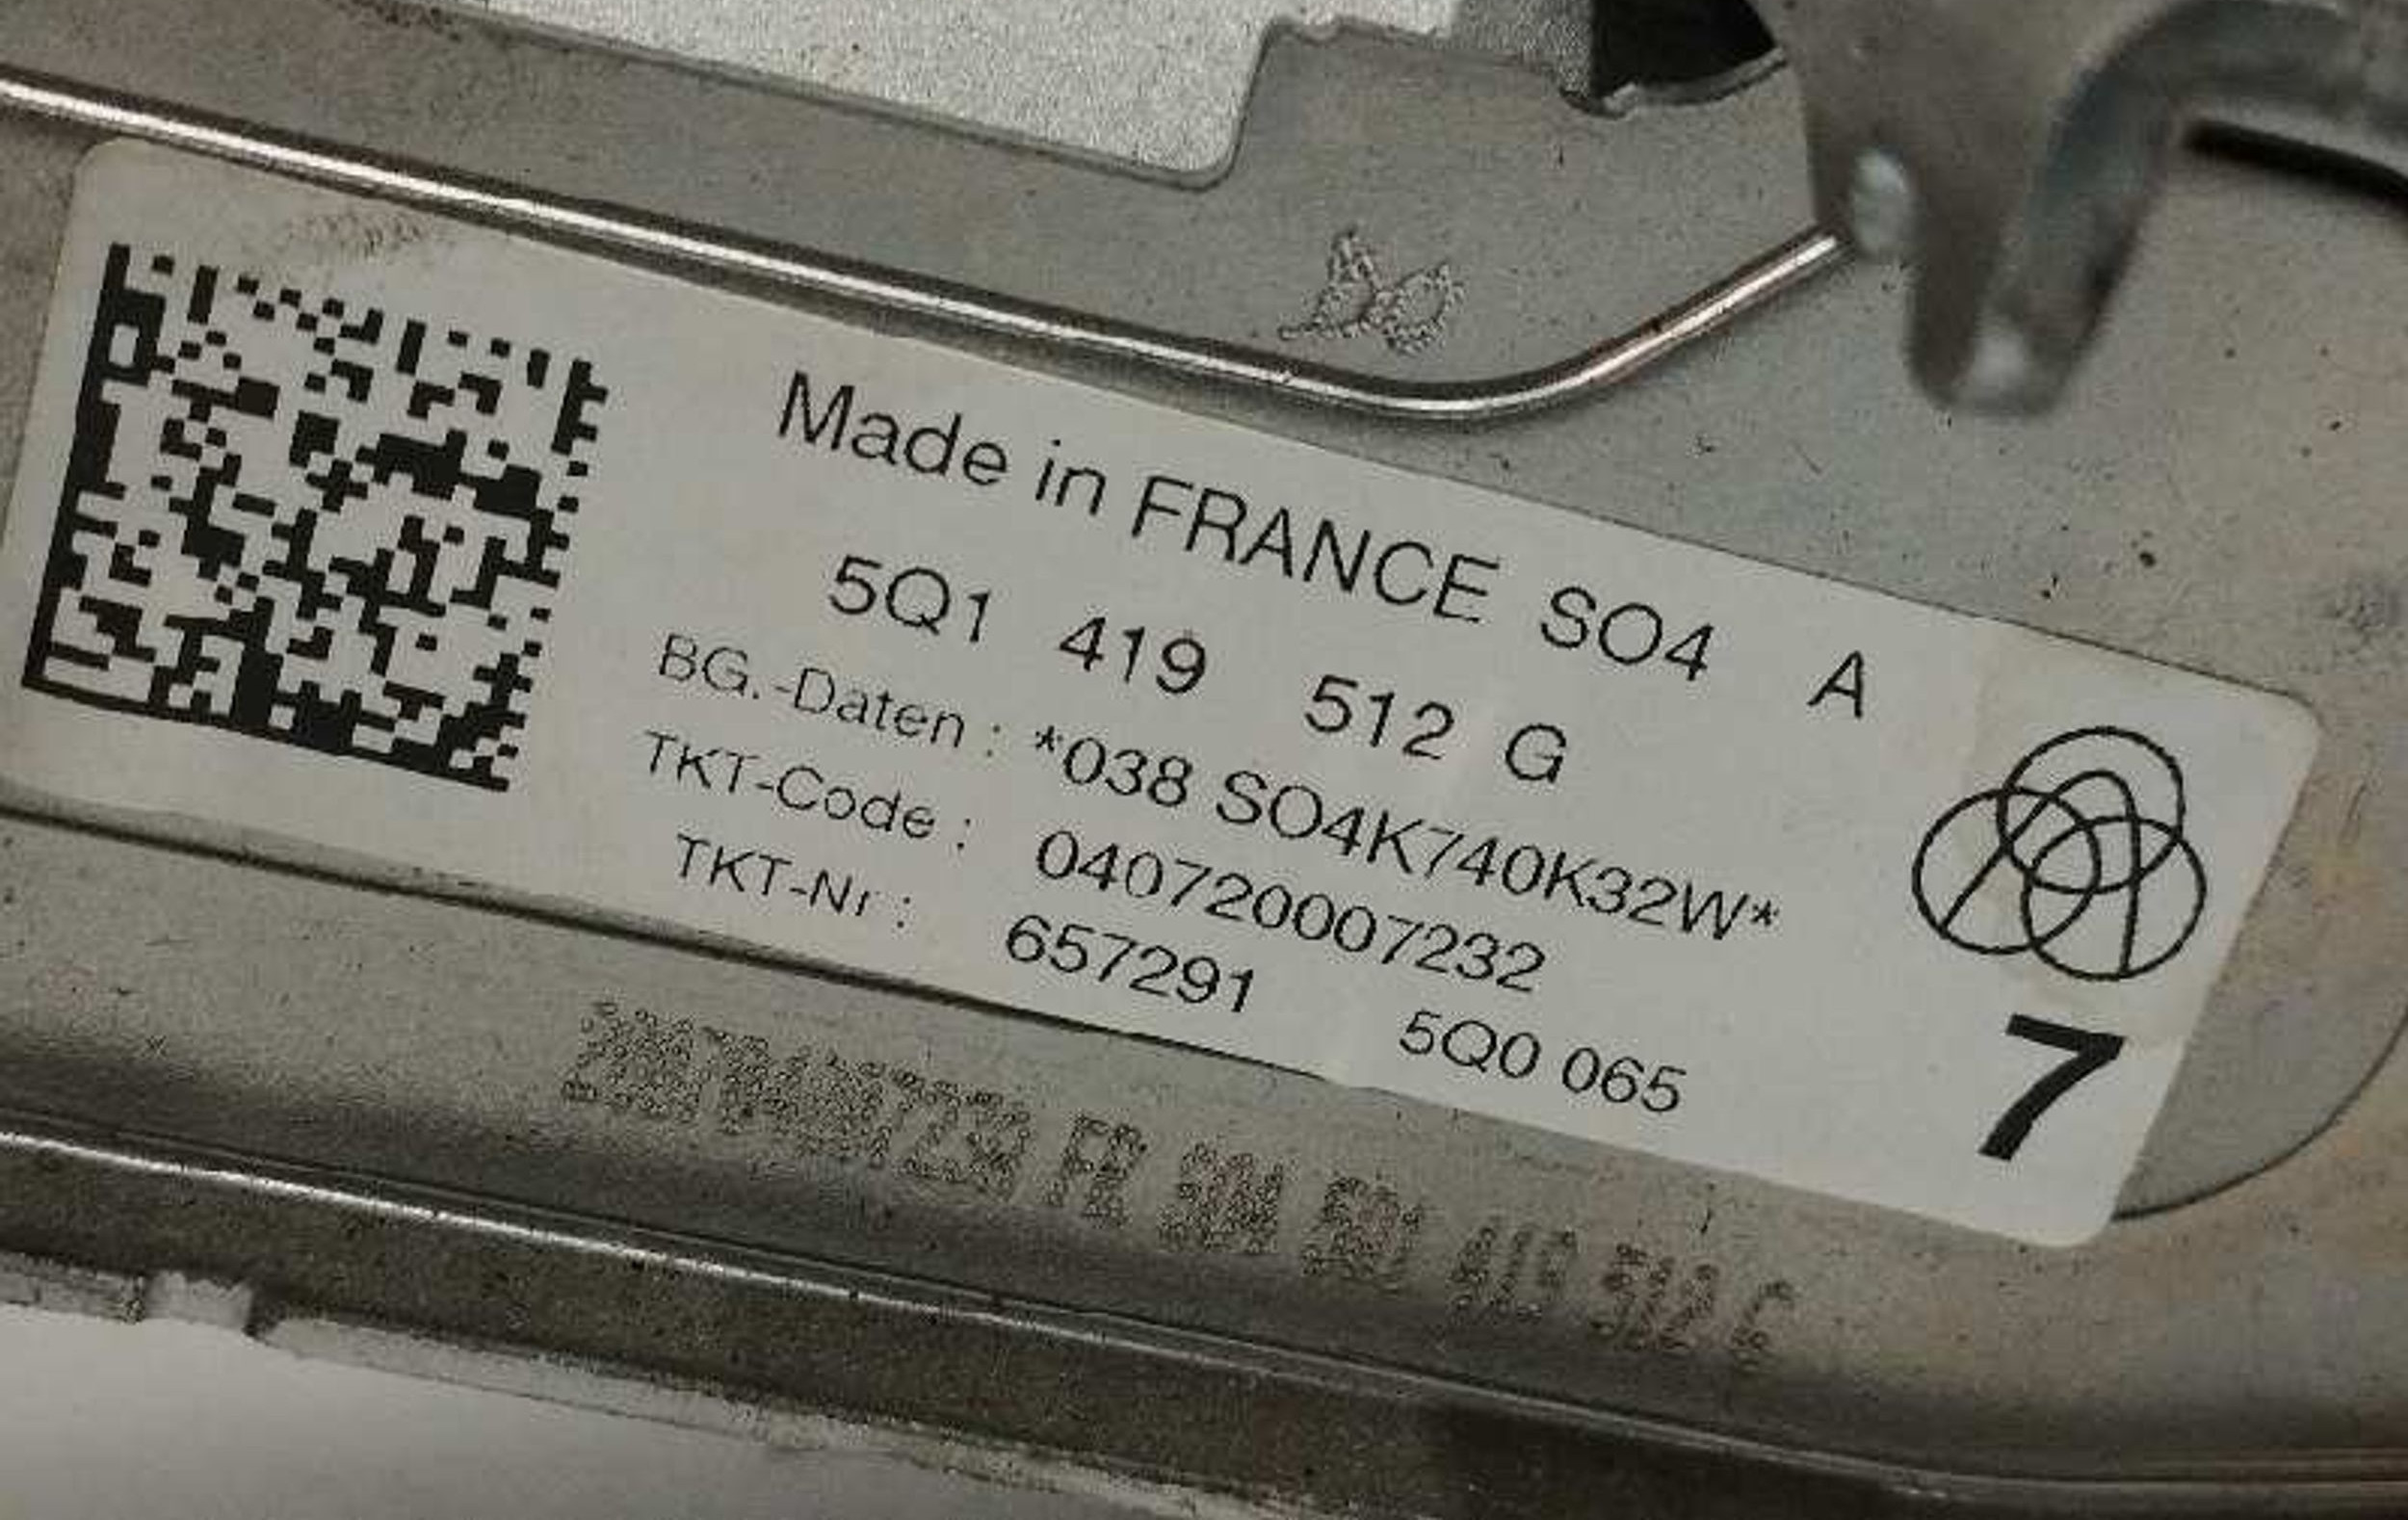 Made in FRANCE SO4 A
5Q1 419 512 G
BG.-Daten : *038 SO4K740K32W*
TKT-Code : 040720007232
TKT-Nr : 657291 5Q0 065
7